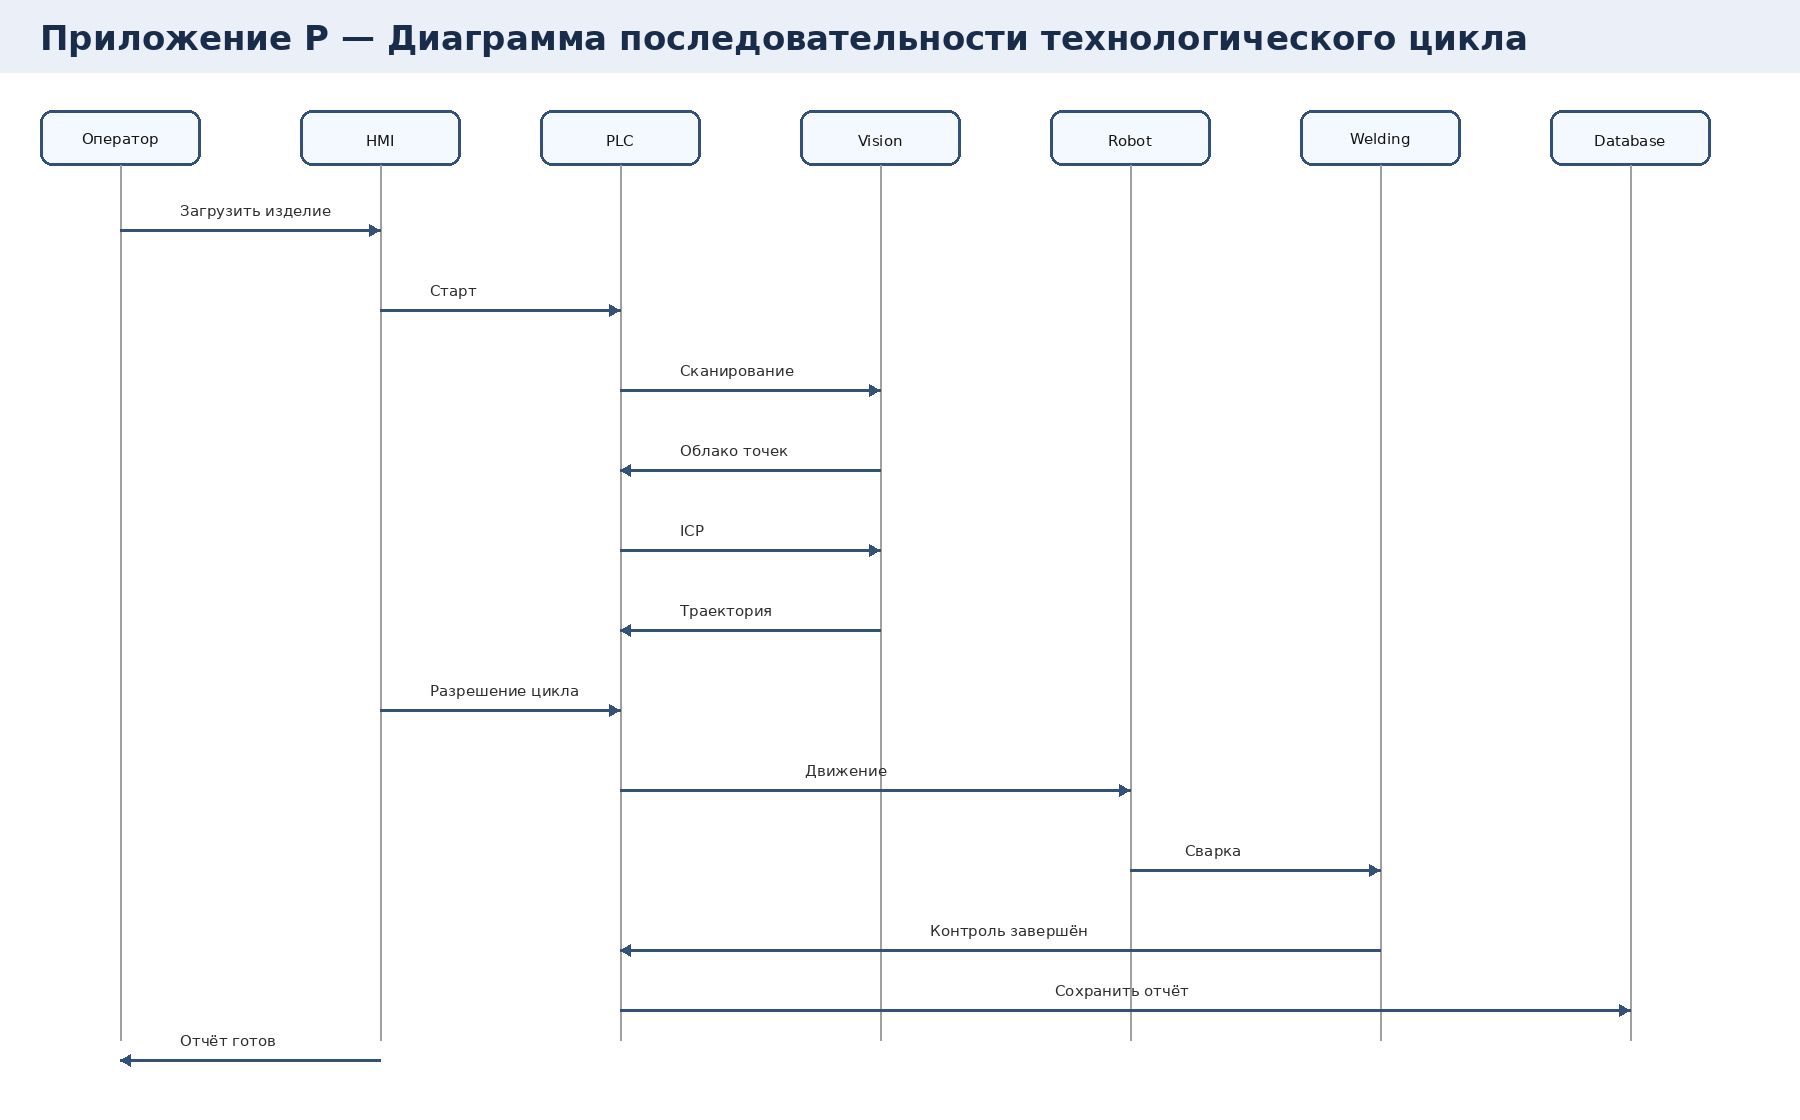 Приложение Р — Диаграмма последовательности технологического цикла
Оператор
HMI
PLC
Vision
Robot
Welding
Database
Загрузить изделие
Старт
Сканирование
Облако точек
ICP
Траектория
Разрешение цикла
Движение
Сварка
Контроль завершён
Сохранить отчёт
Отчёт готов